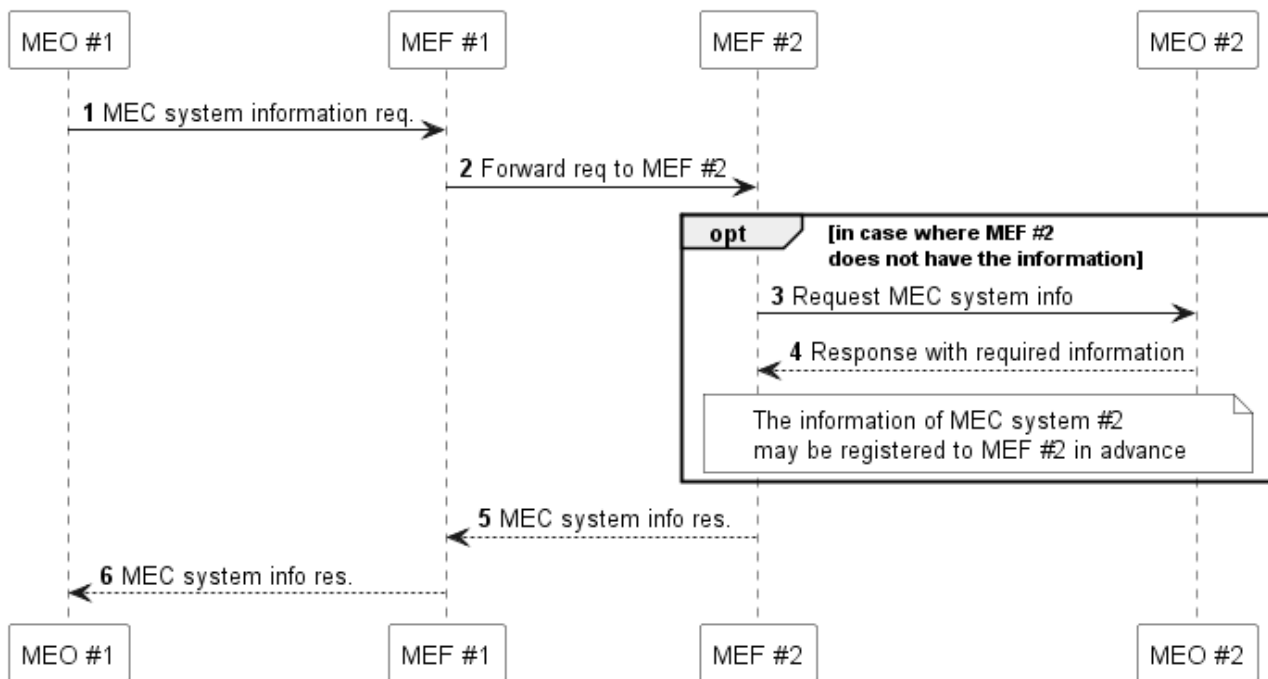 MEO #1
MEF #1
MEF #2
MEO #2
1 MEC system information req.
2 Forward req to MEF #2
opt
[in case where MEF #2
does not have the information]
3 Request MEC system info
4 Response with required information
The information of MEC system #2
may be registered to MEF #2 in advance
5 MEC system info res.
6 MEC system info res.
MEO #1
MEF #1
MEF #2
MEO #2